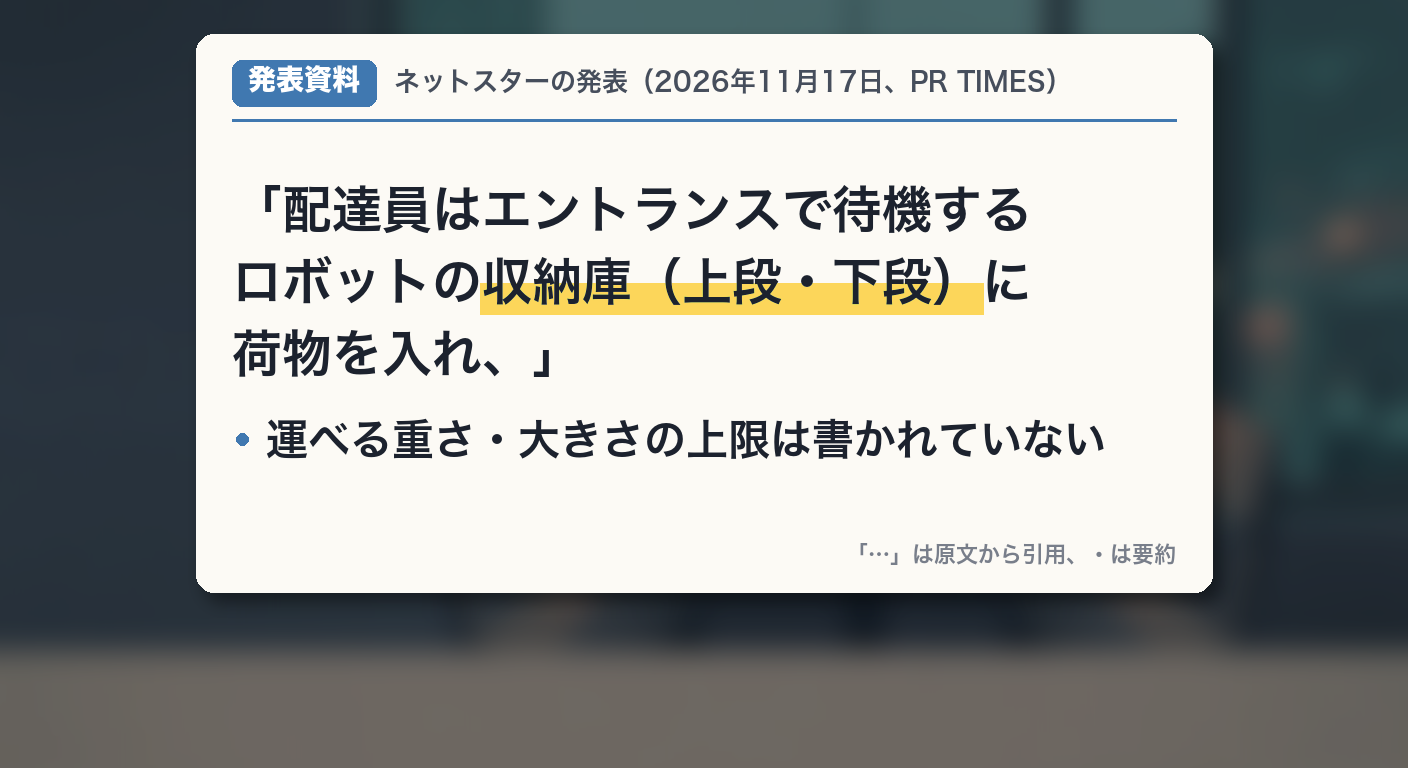 発表資料 ネットスターの発表（2026年11月17日、PR TIMES）
「配達員はエントランスで待機する
ロボットの収納庫（上段・下段）に
荷物を入れ、」
• 運べる重さ・大きさの上限は書かれていない
「…」は原文から引用、・は要約